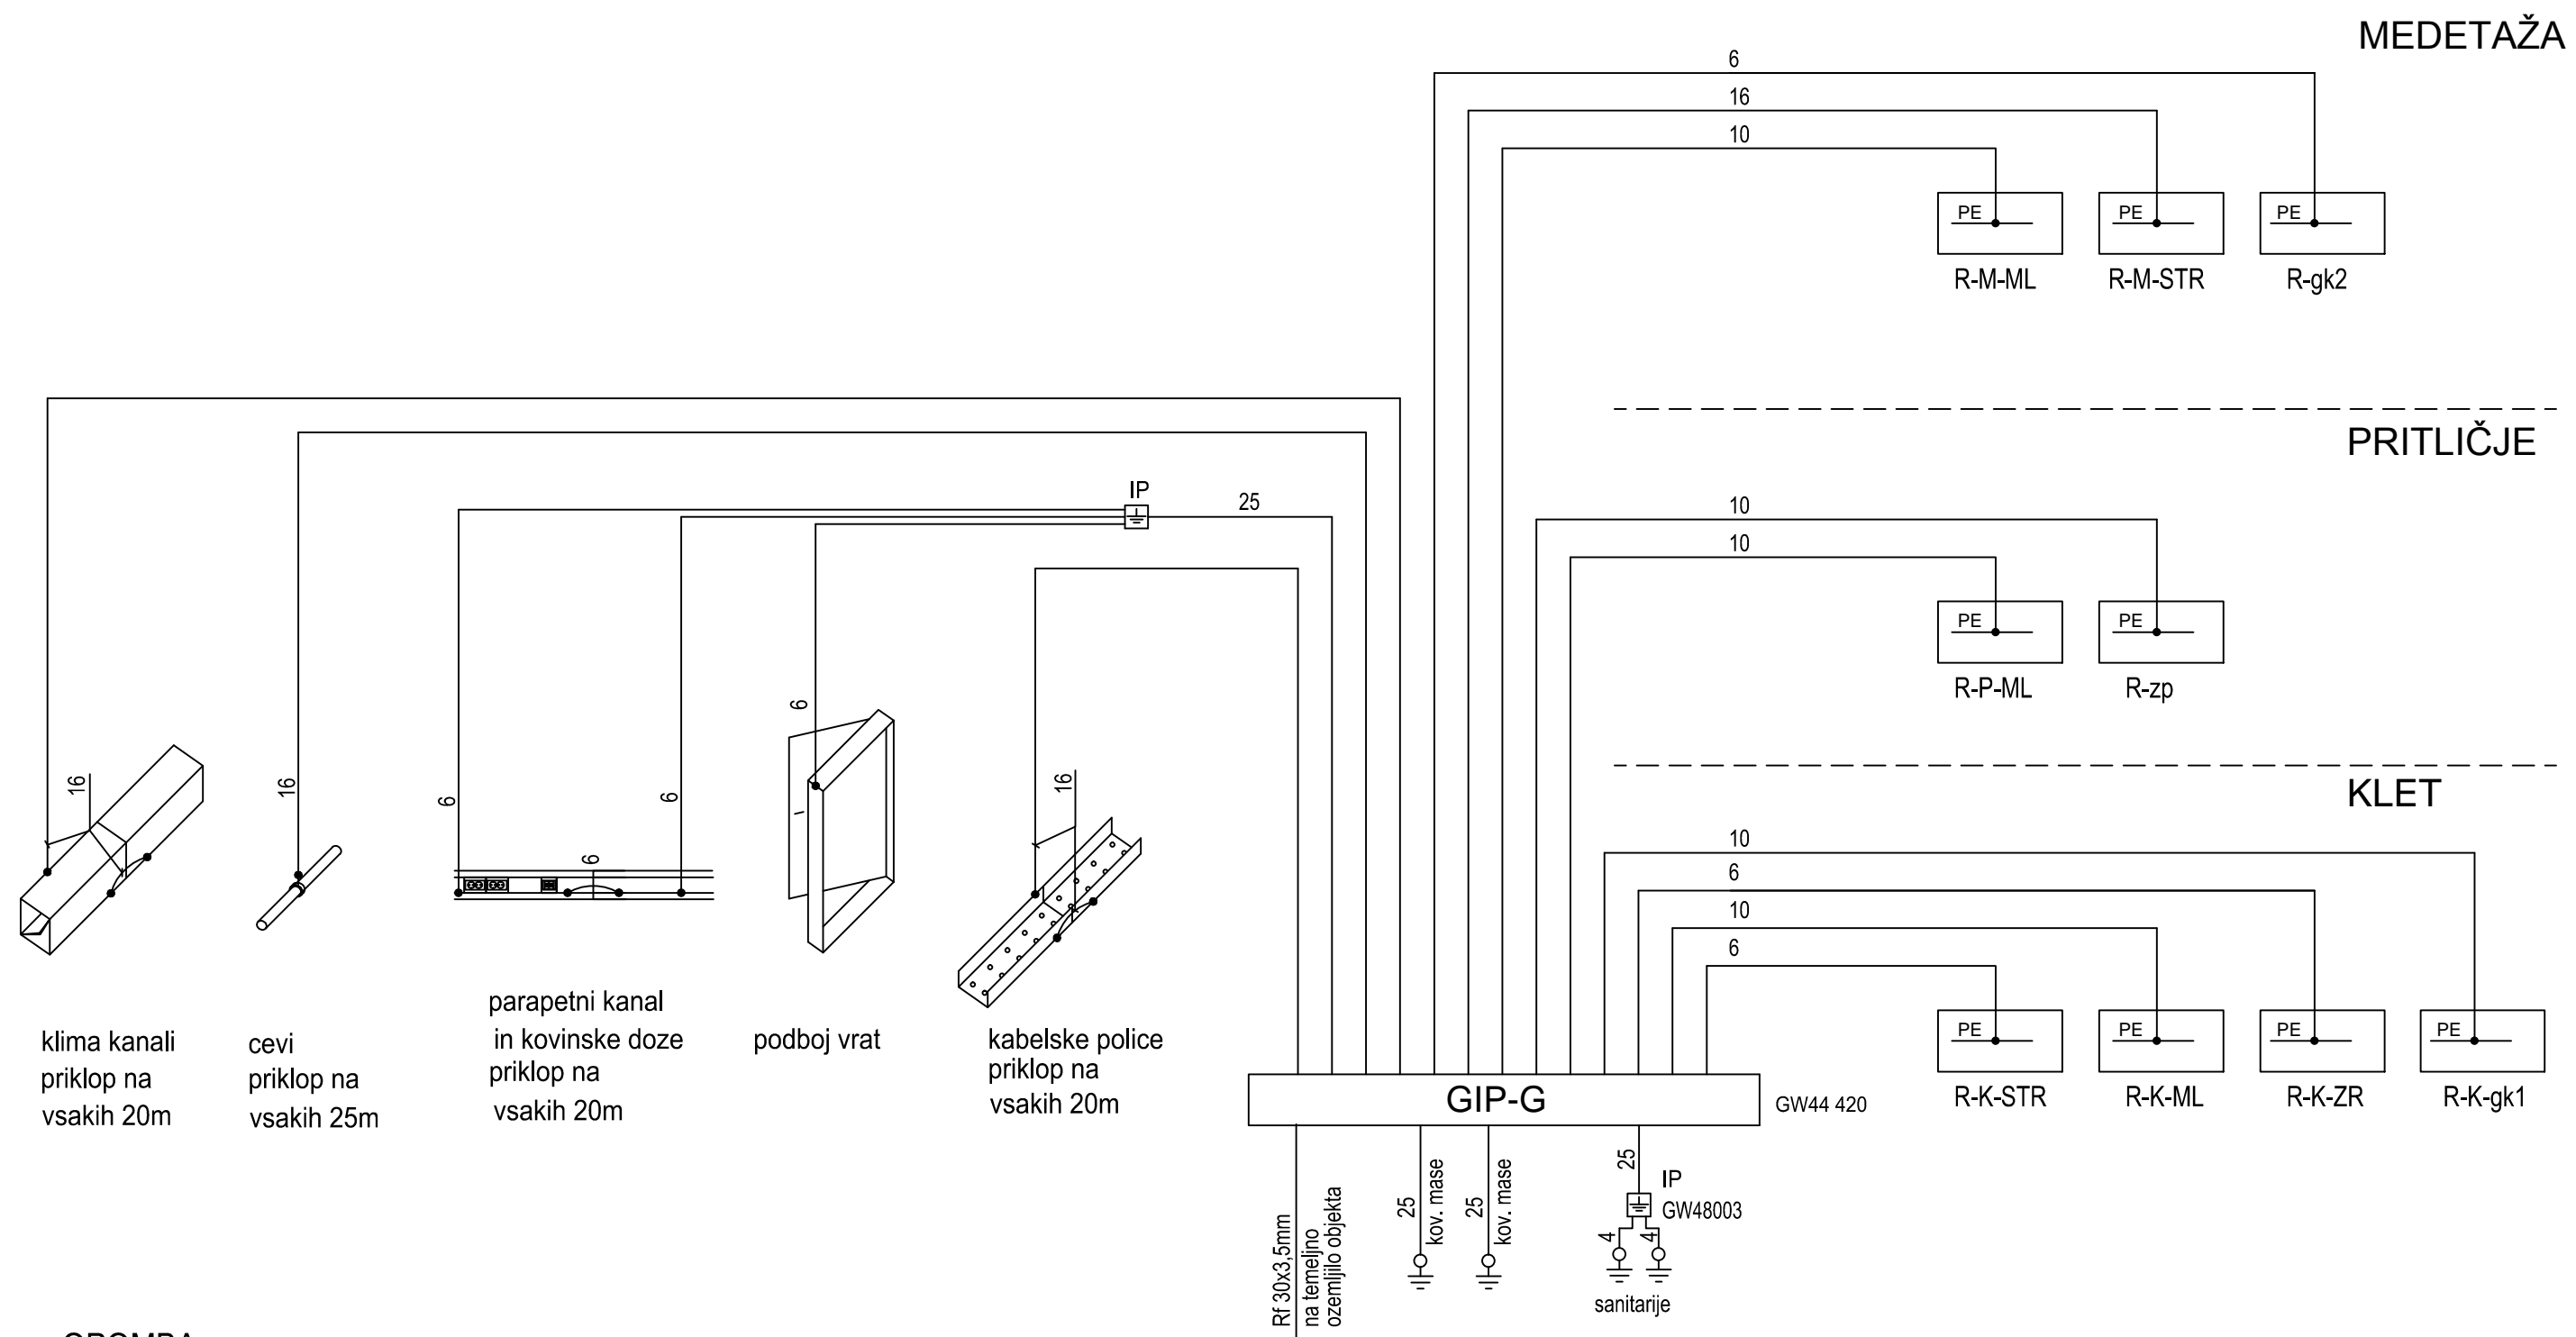 MEDETAŽA
6
16
10
PE
PE
PE
R-M-ML
R-M-STR
R-gk2
PRITLIČJE
IP
25
10
10
PE
PE
R-P-ML
R-zp
KLET
16
16
6
6
6
6
16
10
6
10
6
PE
PE
PE
PE
R-K-STR
R-K-ML
R-K-ZR
R-K-gk1
klima kanali
priklop na
vsakih 20m
cevi
priklop na
vsakih 25m
parapetni kanal
in kovinske doze
priklop na
vsakih 20m
podboj vrat
kabelske police
priklop na
vsakih 20m
GIP-G
GW44 420
Rf 30x3,5mm
na temeljno
ozemljilo objekta
25
kov. mase
25
kov. mase
25
IP
GW48003
4
4
sanitarije